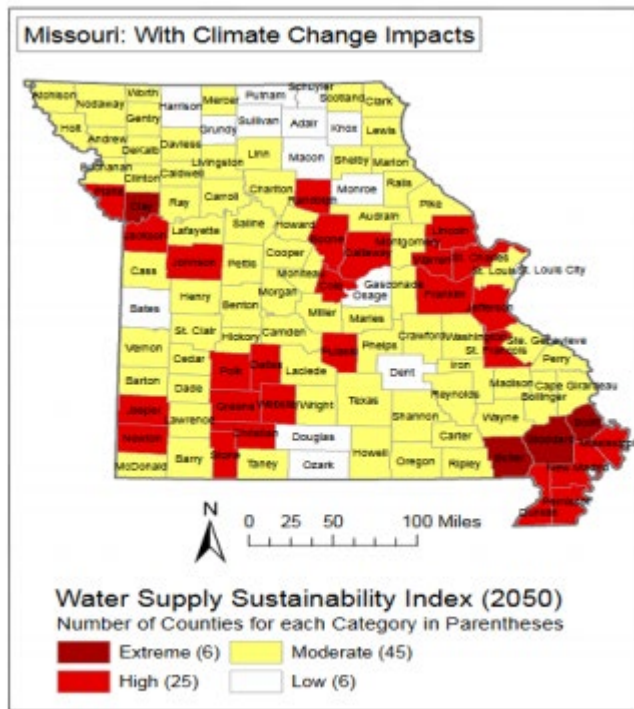 Missouri: With Climate Change Impacts
Atchison
Nodaway
Worth
Harrison
Mercer
Putnam
Schuyler
Scotland
Clark
Gentry
Sullivan
Adair
Knox
Lewis
Holt
Andrew
DeKalb
Daviess
Grundy
Linn
Macon
Shelby
Marion
Buchanan
Clinton
Caldwell
Livingston
Chariton
Randolph
Monroe
Ralls
Pike
Platte
Clay
Ray
Carroll
Saline
Howard
Boone
Audrain
Callaway
Montgomery
Lincoln
Warren
St. Charles
St. Louis
St. Louis City
Jackson
Lafayette
Johnson
Pettis
Cooper
Moniteau
Cole
Osage
Gasconade
Franklin
Jefferson
Cass
Bates
Henry
Benton
Morgan
Miller
Maries
Vernon
St. Clair
Hickory
Camden
Pulaski
Phelps
Crawford
Washington
St. Francois
Ste. Genevieve
Perry
Barton
Cedar
Polk
Dallas
Laclede
Dent
Iron
Madison
Cape Girardeau
Bollinger
Jasper
Dade
Greene
Webster
Wright
Texas
Shannon
Reynolds
Wayne
Newton
Lawrence
Christian
Douglas
Howell
Carter
Butler
Stoddard
Scott
Mississippi
McDonald
Barry
Stone
Taney
Ozark
Oregon
Ripley
New Madrid
Pemiscot
Dunklin
N
0 25 50 100 Miles
Water Supply Sustainability Index (2050)
Number of Counties for each Category in Parentheses
Extreme (6)
Moderate (45)
High (25)
Low (6)